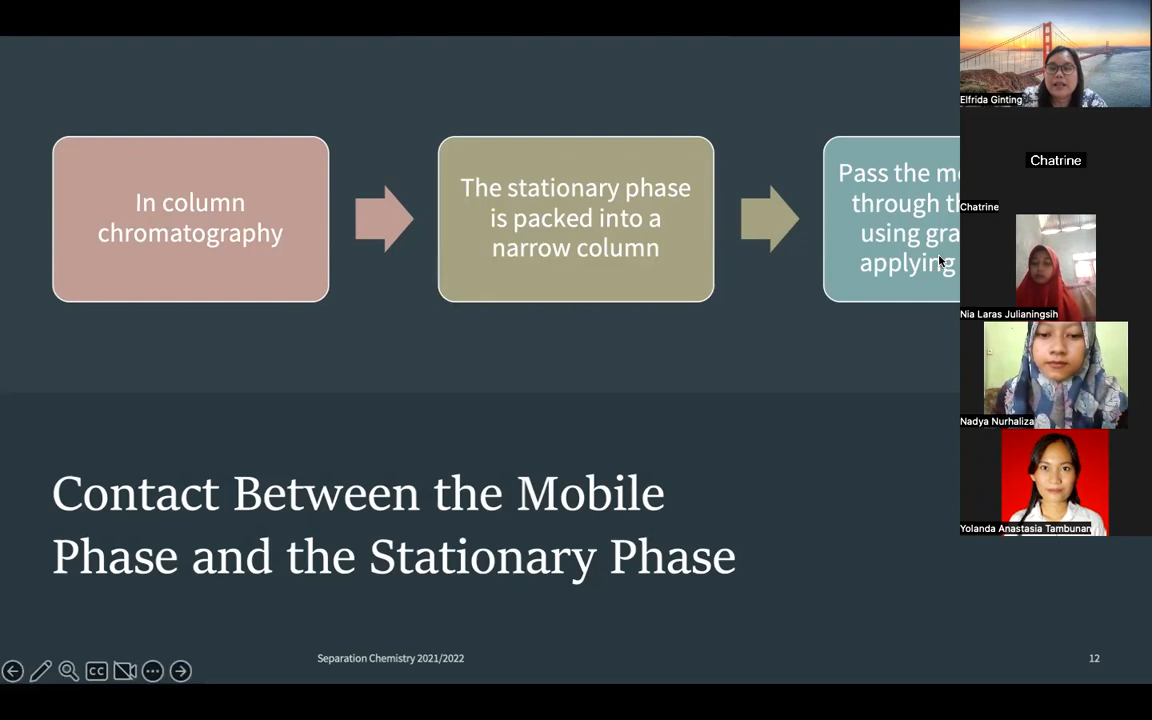 In column
chromatography
The stationary phase
is packed into a
narrow column
Pass the
through
using
applying
Contact Between the Mobile
Phase and the Stationary Phase
Separation Chemistry 2021/2022
12
CC
Elfrida Ginting
Chatrine
Chatrine
Nia Laras Julianingsih
Nadya Nurhaliza
Yolanda Anastasia Tambunan